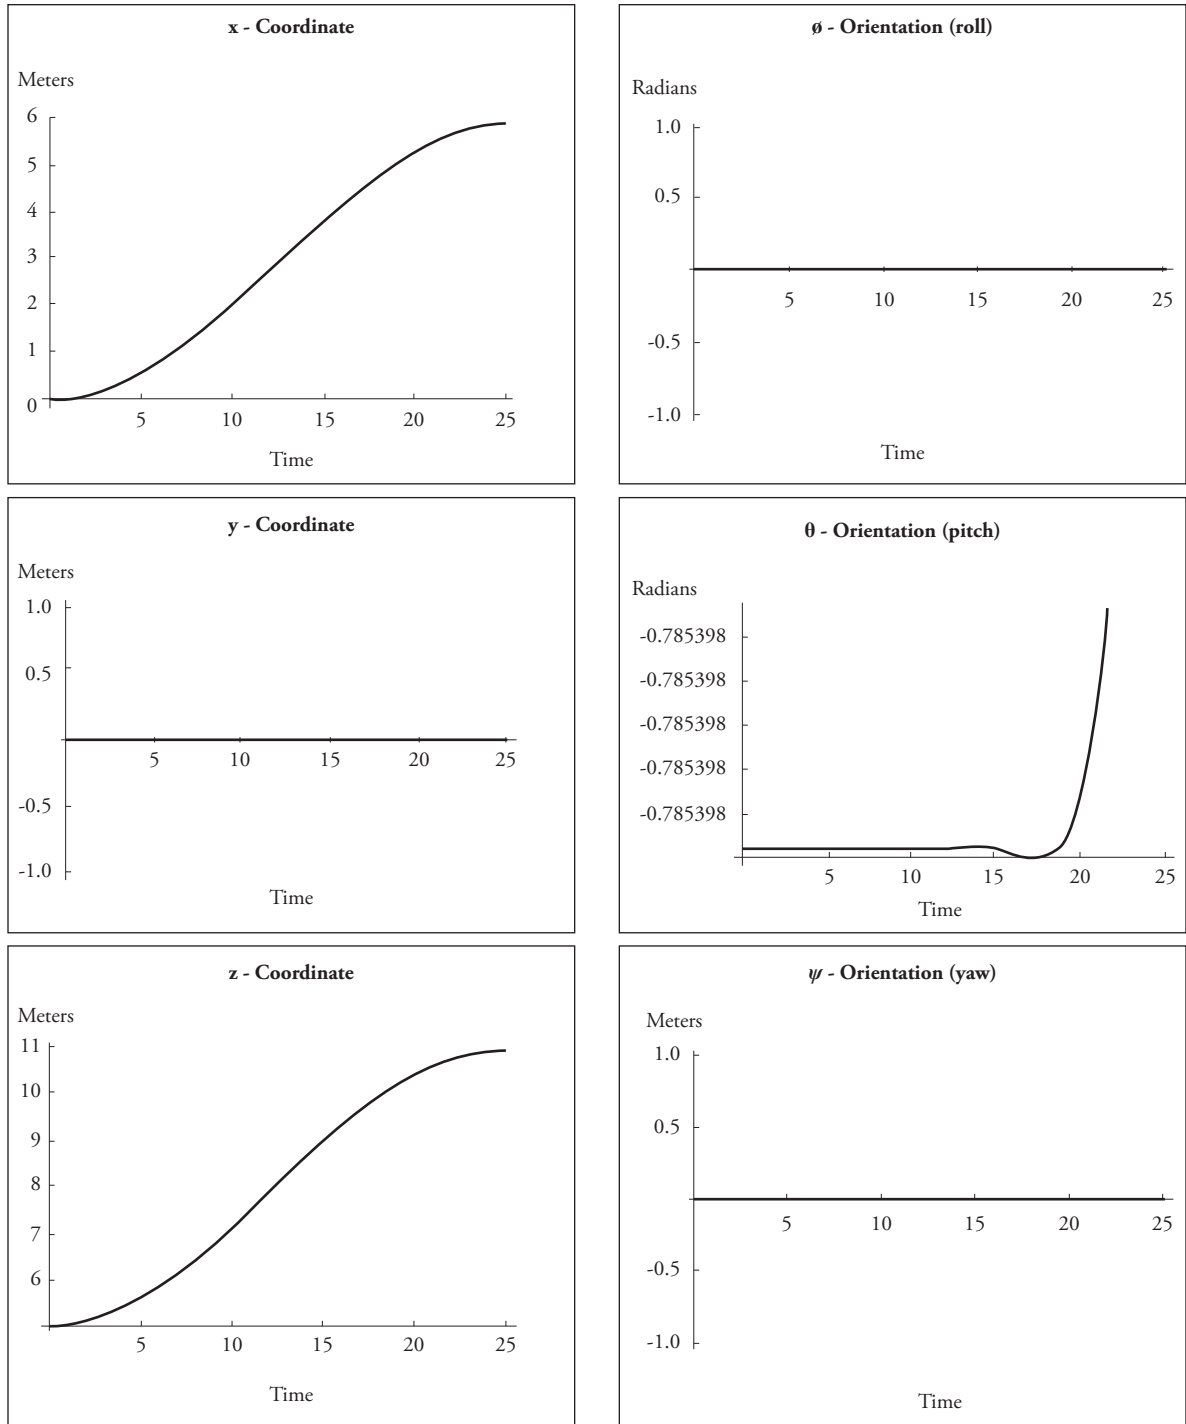 x - Coordinate
Meters
6
5
4
3
2
1
0
5 10 15 20 25
Time
ø - Orientation (roll)
Radians
1.0
0.5
5 10 15 20 25
-0.5
-1.0
Time
y - Coordinate
Meters
1.0
0.5
5 10 15 20 25
-0.5
-1.0
Time
θ - Orientation (pitch)
Radians
-0.785398
-0.785398
-0.785398
-0.785398
-0.785398
5 10 15 20 25
Time
z - Coordinate
Meters
11
10
9
8
7
6
5 10 15 20 25
Time
ψ - Orientation (yaw)
Meters
1.0
0.5
5 10 15 20 25
-0.5
-1.0
Time